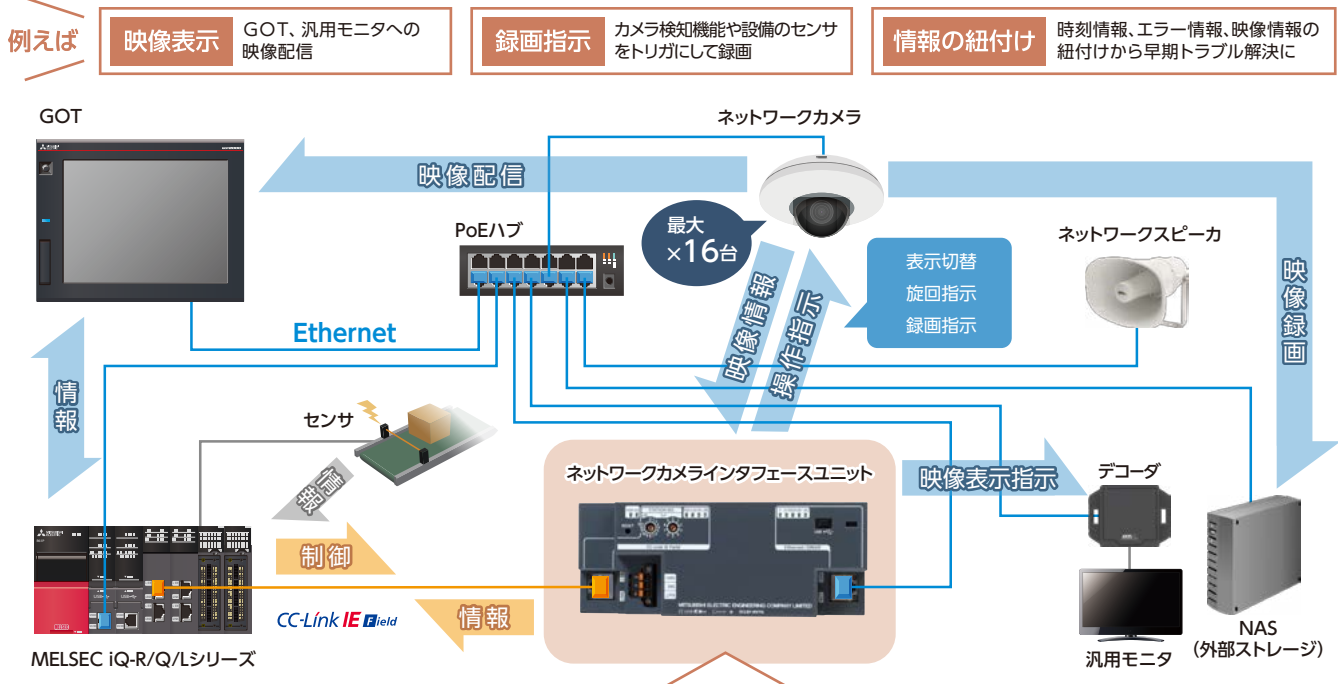 例えば
映像表示
GOT、汎用モニタへの
映像配信
録画指示
カメラ検知機能や設備のセンサ
をトリガにして録画
情報の紐付け
時刻情報、エラー情報、映像情報の
紐付けから早期トラブル解決に
GOT
ネットワークカメラ
映像配信
PoEハブ
最大
×16台
ネットワークスピーカ
表示切替
旋回指示
録画指示
映像情報
操作指示
映像録画
Ethernet
情報
センサ
情報
ネットワークカメラインタフェースユニット
映像表示指示
デコーダ
制御
MITSUBISHI ELECTRIC ENGINEERING COMPANY LIMITED
CC-Link IE Field
情報
MELSEC iQ-R/Q/Lシリーズ
汎用モニタ
NAS
(外部ストレージ)